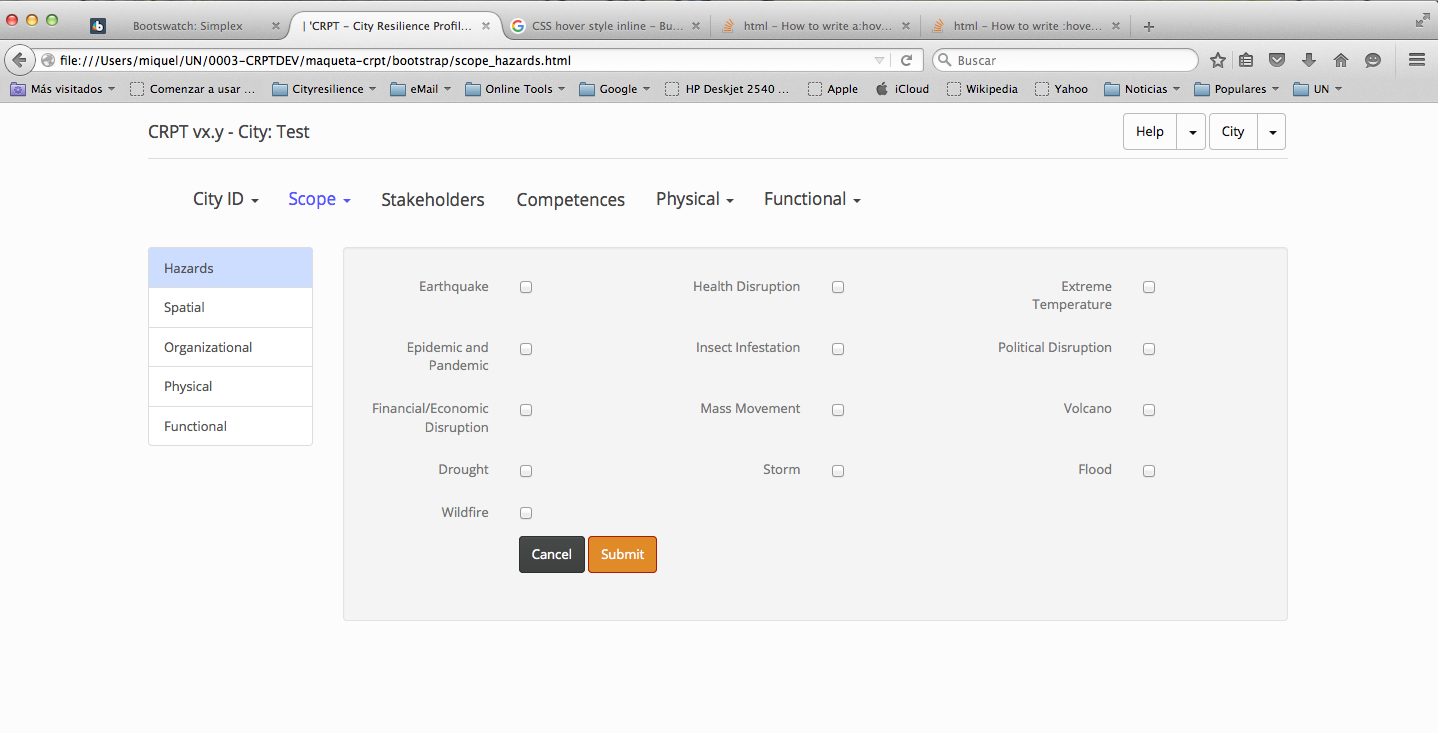 Bootswatch: Simplex
| 'CRPT – City Resilience Profil...
CSS hover style inline – Bu...
html – How to write a:hov...
html – How to write :hove...
file:///Users/miquel/UN/0003-CRPTDEV/maqueta-crpt/bootstrap/scope_hazards.html
Buscar
Más visitados
Comenzar a usar ...
Cityresilience
eMail
Online Tools
Google
HP Deskjet 2540 ...
Apple
iCloud
Wikipedia
Yahoo
Noticias
Populares
UN
CRPT vx.y - City: Test
Help
City
City ID
Scope
Stakeholders
Competences
Physical
Functional
Hazards
Spatial
Organizational
Physical
Functional
Earthquake
Health Disruption
Extreme
Temperature
Epidemic and
Pandemic
Insect Infestation
Political Disruption
Financial/Economic
Disruption
Mass Movement
Volcano
Drought
Storm
Flood
Wildfire
Cancel
Submit